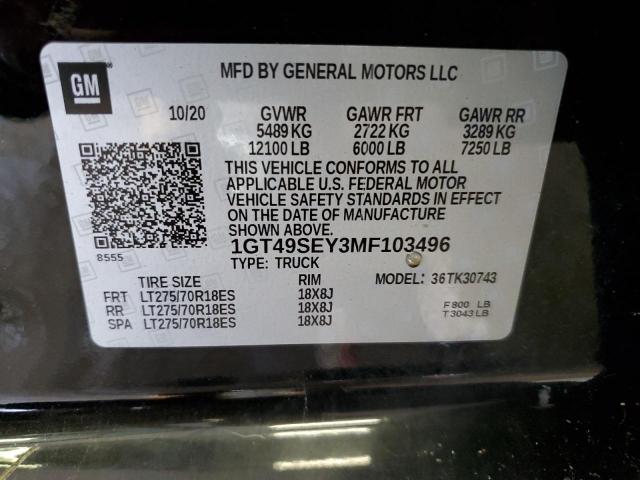 GM
MFD BY GENERAL MOTORS LLC
10/20 GVWR GAWR FRT GAWR RR
5489 KG 2722 KG 3289 KG
12100 LB 6000 LB 7250 LB
THIS VEHICLE CONFORMS TO ALL
APPLICABLE U.S. FEDERAL MOTOR
VEHICLE SAFETY STANDARDS IN EFFECT
ON THE DATE OF MANUFACTURE
SHOWN ABOVE.
8555
1GT49SEY3MF103496
TYPE: TRUCK MODEL: 36TK30743
TIRE SIZE RIM
FRT LT275/70R18ES 18X8J
RR LT275/70R18ES 18X8J
SPA LT275/70R18ES 18X8J
F 800 LB
T 3043 LB